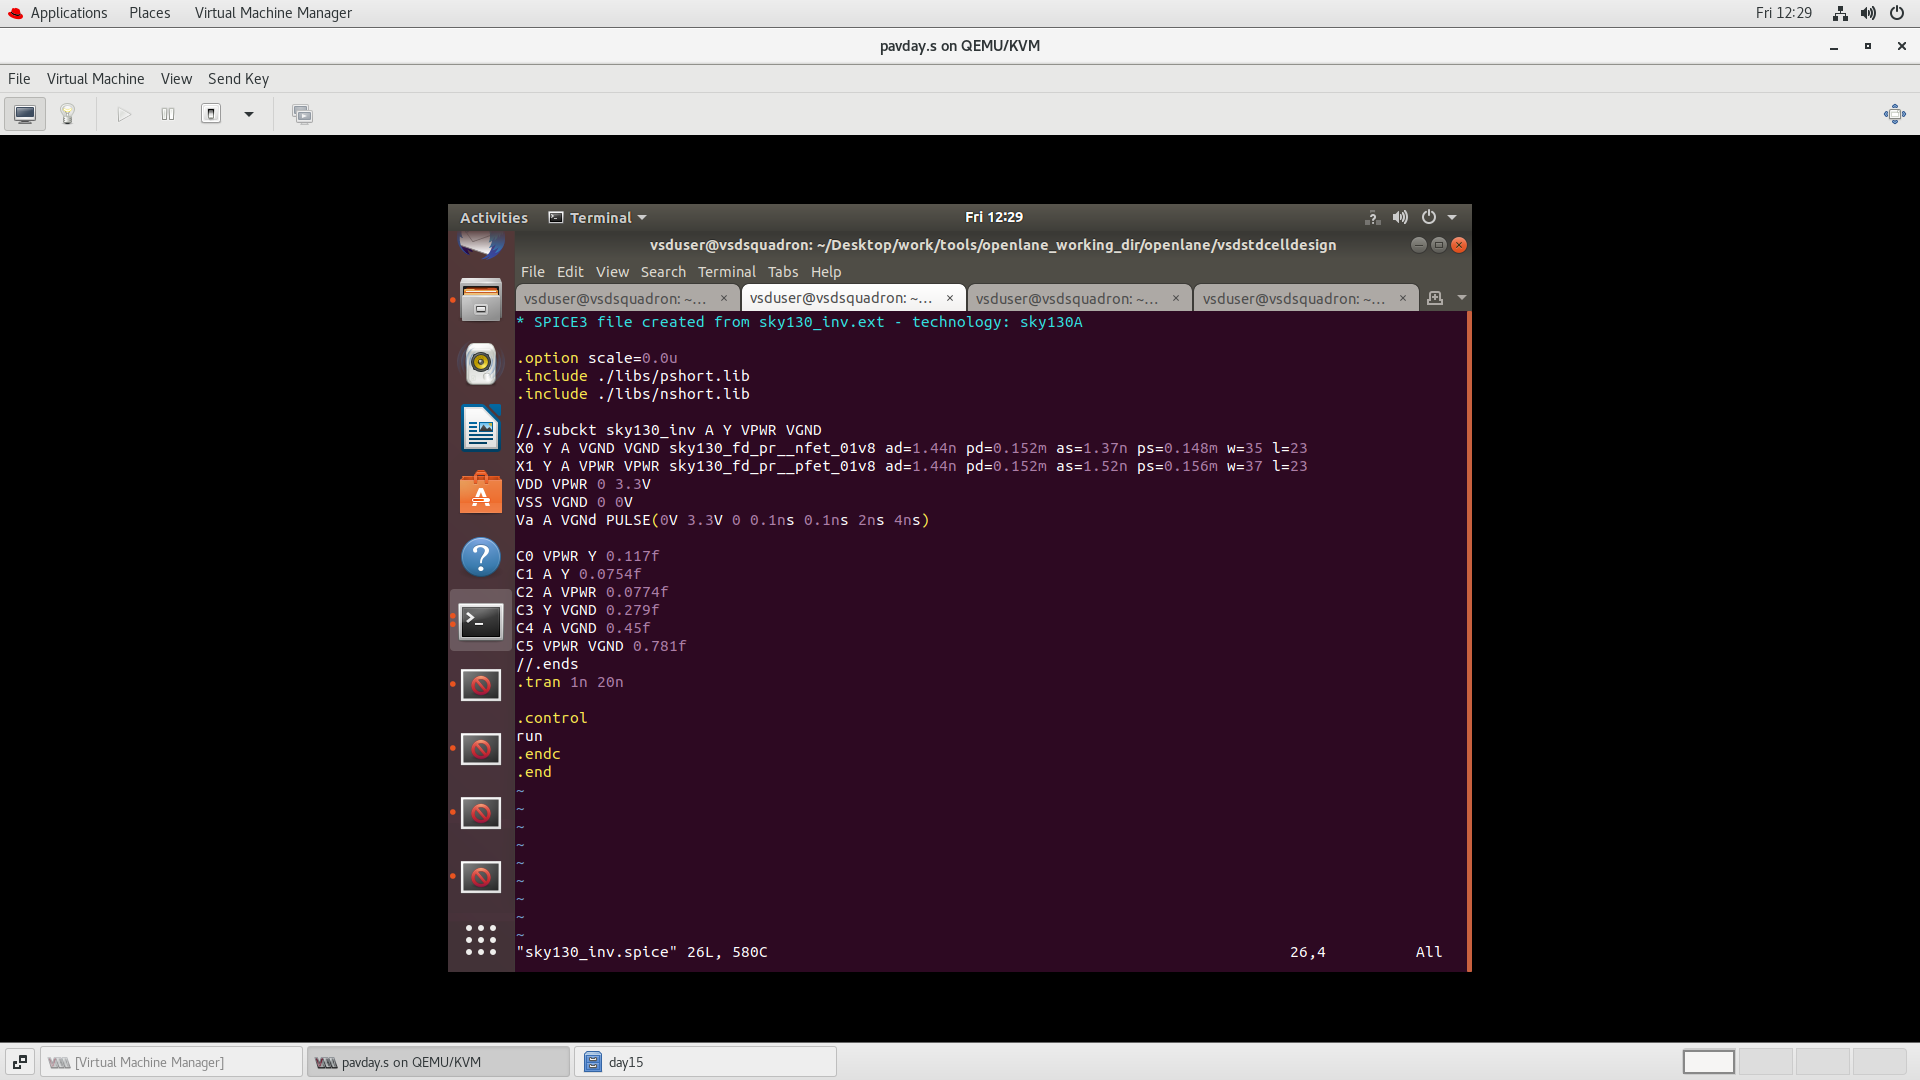 Applications Places Virtual Machine Manager Fri 12:29
pavday.s on QEMU/KVM
File Virtual Machine View Send Key
Activities Terminal Fri 12:29
vsduser@vsdsquadron: ~/Desktop/work/tools/openlane_working_dir/openlane/vsdstdcelldesign
File Edit View Search Terminal Tabs Help
vsduser@vsdsquadron: ~... × vsduser@vsdsquadron: ~... × vsduser@vsdsquadron: ~... × vsduser@vsdsquadron: ~... ×
* SPICE3 file created from sky130_inv.ext - technology: sky130A
.option scale=0.0u
.include ./libs/pshort.lib
.include ./libs/nshort.lib
//.subckt sky130_inv A Y VPWR VGND
X0 Y A VGND VGND sky130_fd_pr__nfet_01v8 ad=1.44n pd=0.152m as=1.37n ps=0.148m w=35 l=23
X1 Y A VPWR VPWR sky130_fd_pr__pfet_01v8 ad=1.44n pd=0.152m as=1.52n ps=0.156m w=37 l=23
VDD VPWR 0 3.3V
VSS VGND 0 0V
Va A VGNd PULSE(0V 3.3V 0 0.1ns 0.1ns 2ns 4ns)
C0 VPWR Y 0.117f
C1 A Y 0.0754f
C2 A VPWR 0.0774f
C3 Y VGND 0.279f
C4 A VGND 0.45f
C5 VPWR VGND 0.781f
//.ends
.tran 1n 20n
.control
run
.endc
.end
~
~
~
~
~
~
~
~
~
"sky130_inv.spice" 26L, 580C 26,4 All
[Virtual Machine Manager] pavday.s on QEMU/KVM day15